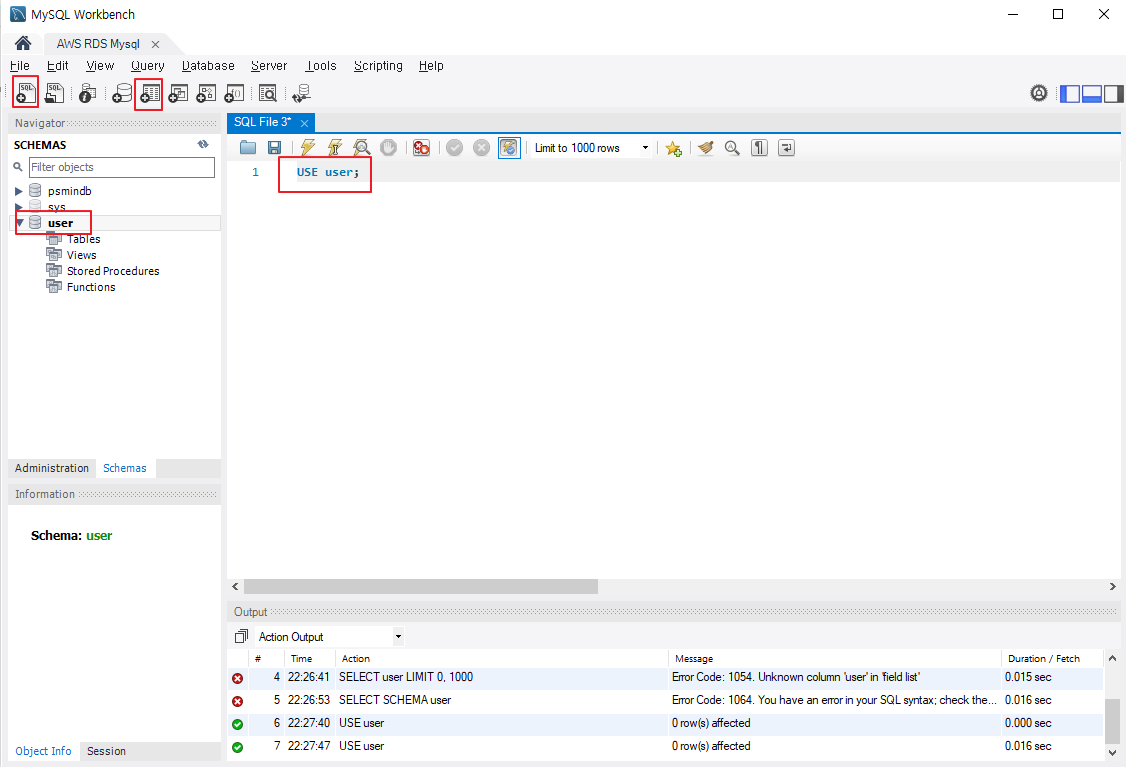 MySQL Workbench
AWS RDS Mysql
File Edit View Query Database Server Tools Scripting Help
Navigator
SCHEMAS
Filter objects
psmindb
sys
user
Tables
Views
Stored Procedures
Functions
Administration Schemas
Information
Schema: user
Object Info Session
SQL File 3*
Limit to 1000 rows
1 USE user;
Output
Action Output
# Time Action Message Duration / Fetch
4 22:26:41 SELECT user LIMIT 0, 1000 Error Code: 1054. Unknown column 'user' in 'field list' 0.015 sec
5 22:26:53 SELECT SCHEMA user Error Code: 1064. You have an error in your SQL syntax; check the... 0.016 sec
6 22:27:40 USE user 0 row(s) affected 0.000 sec
7 22:27:47 USE user 0 row(s) affected 0.016 sec